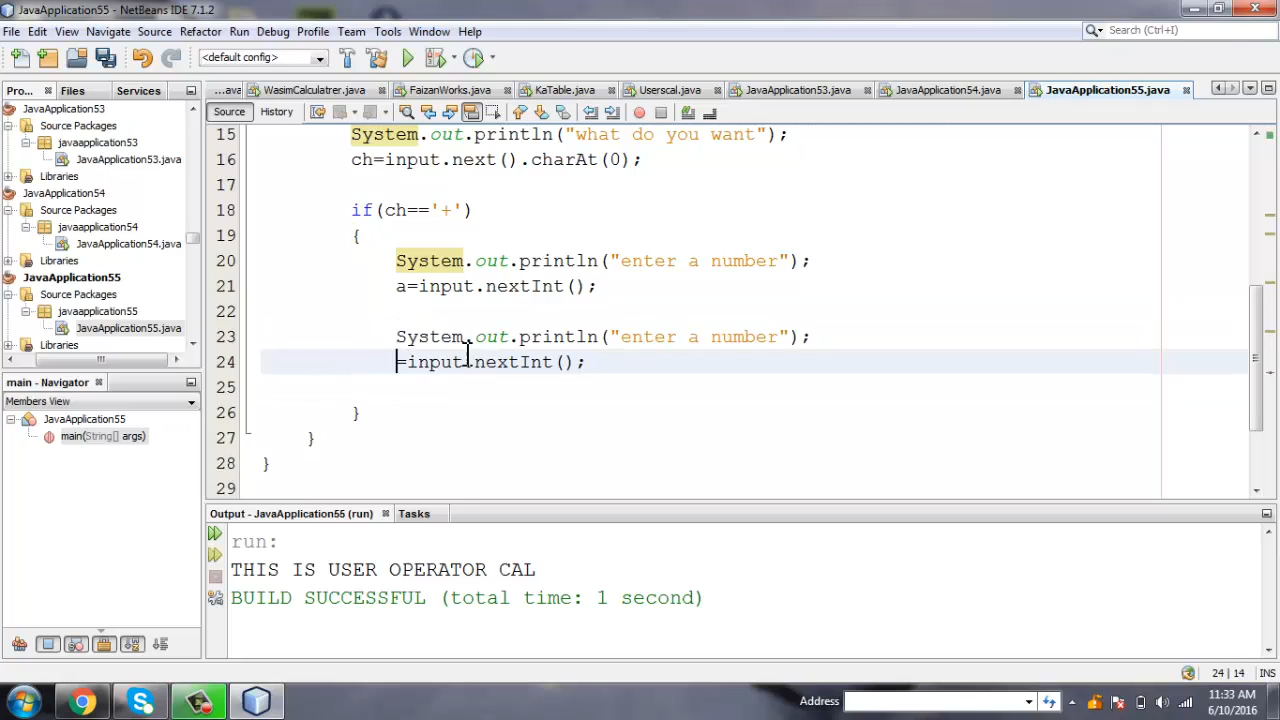 JavaApplication55 - NetBeans IDE 7.1.2
File Edit View Navigate Source Refactor Run Debug Profile Team Tools Window Help
Search (Ctrl+I)
<default config>
Pro... Files Services
...ava WasimCalculatrer.java FaizanWorks.java KaTable.java Userscal.java JavaApplication53.java JavaApplication54.java JavaApplication55.java
Source History
JavaApplication53
Source Packages
javaapplication53
JavaApplication53.java
Libraries
JavaApplication54
Source Packages
javaapplication54
JavaApplication54.java
Libraries
JavaApplication55
Source Packages
javaapplication55
JavaApplication55.java
Libraries
main - Navigator
Members View
JavaApplication55
main(String[] args)
15 System.out.println("what do you want");
16 ch=input.next().charAt(0);
17
18 if(ch=='+')
19 {
20 System.out.println("enter a number");
21 a=input.nextInt();
22
23 System.out.println("enter a number");
24 =input.nextInt();
25
26 }
27 }
28 }
29
Output - JavaApplication55 (run) Tasks
run:
THIS IS USER OPERATOR CAL
BUILD SUCCESSFUL (total time: 1 second)
24 | 14 INS
Address
11:33 AM
6/10/2016